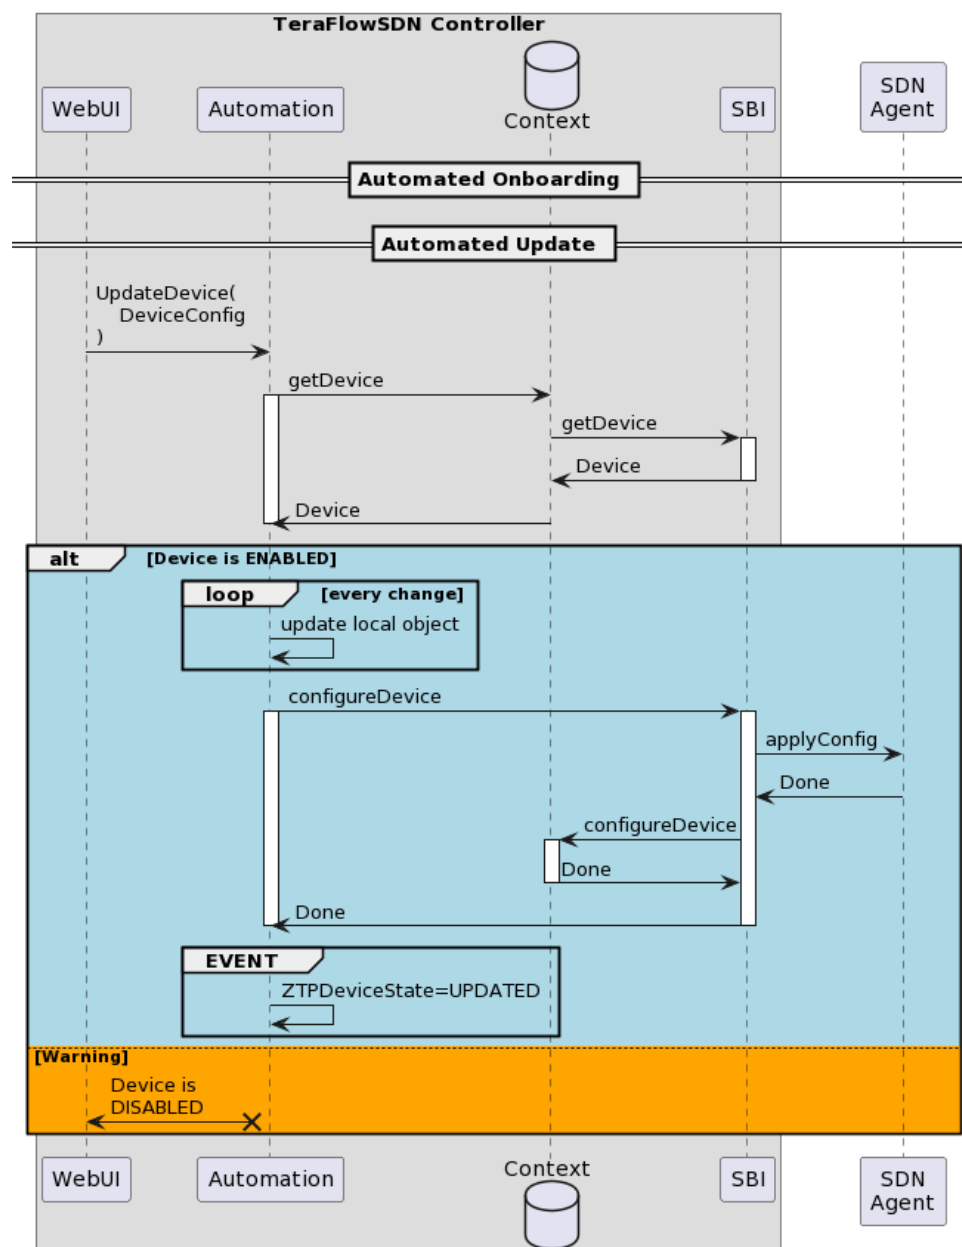 TeraFlowSDN Controller
WebUI
Automation
Context
SBI
SDN
Agent
Automated Onboarding
Automated Update
UpdateDevice(
DeviceConfig
)
getDevice
getDevice
Device
Device
alt
[Device is ENABLED]
loop
[every change]
update local object
configureDevice
applyConfig
Done
configureDevice
Done
Done
EVENT
ZTPDeviceState=UPDATED
[Warning]
Device is
DISABLED
WebUI
Automation
Context
SBI
SDN
Agent